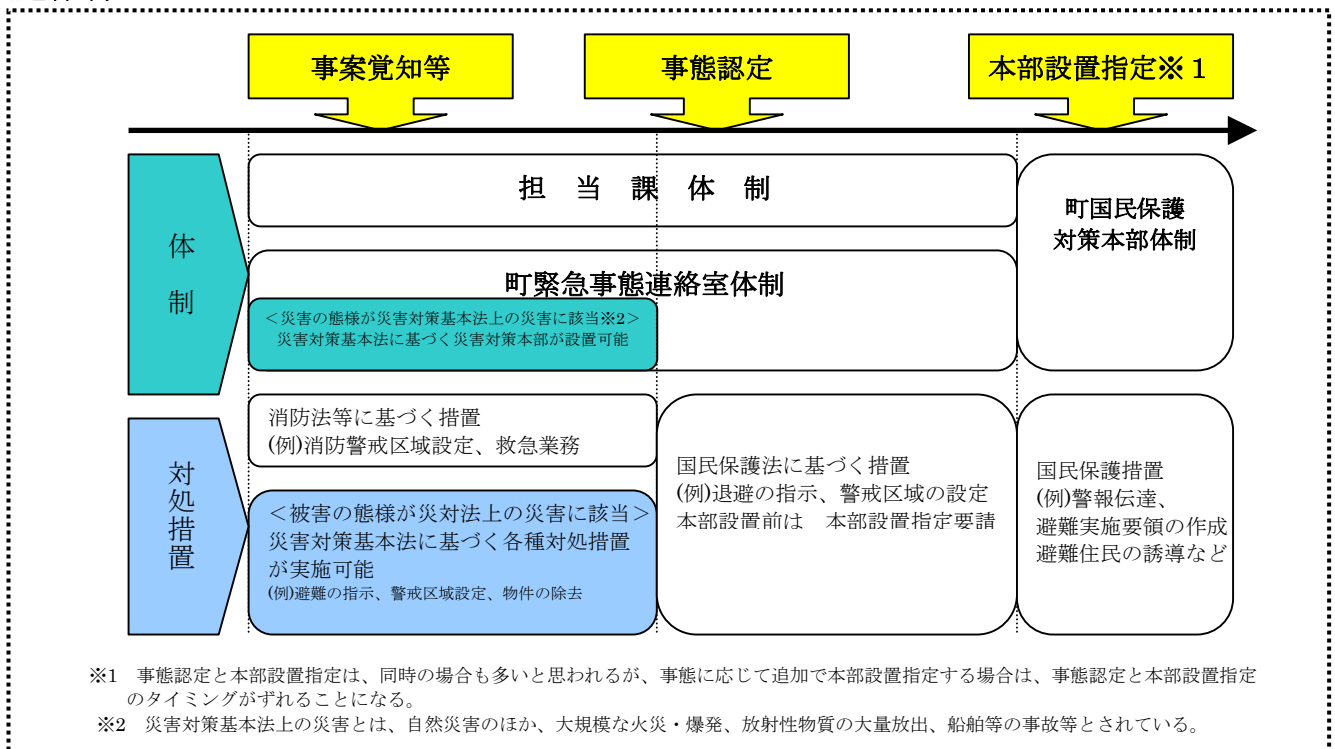 事案覚知等
事態認定
本部設置指定※１
体
制
担　当　課　体　制
町緊急事態連絡室体制
＜災害の態様が災害対策基本法上の災害に該当※2＞
災害対策基本法に基づく災害対策本部が設置可能
町国民保護
対策本部体制
対
処
措
置
消防法等に基づく措置
(例)消防警戒区域設定、救急業務
＜被害の態様が災対法上の災害に該当＞
災害対策基本法に基づく各種対処措置
が実施可能
(例)避難の指示、警戒区域設定、物件の除去
国民保護法に基づく措置
(例)退避の指示、警戒区域の設定
本部設置前は　本部設置指定要請
国民保護措置
(例)警報伝達、
避難実施要領の作成
避難住民の誘導など
※1　事態認定と本部設置指定は、同時の場合も多いと思われるが、事態に応じて追加で本部設置指定する場合は、事態認定と本部設置指定
のタイミングがずれることになる。
※2　災害対策基本法上の災害とは、自然災害のほか、大規模な火災・爆発、放射性物質の大量放出、船舶等の事故等とされている。